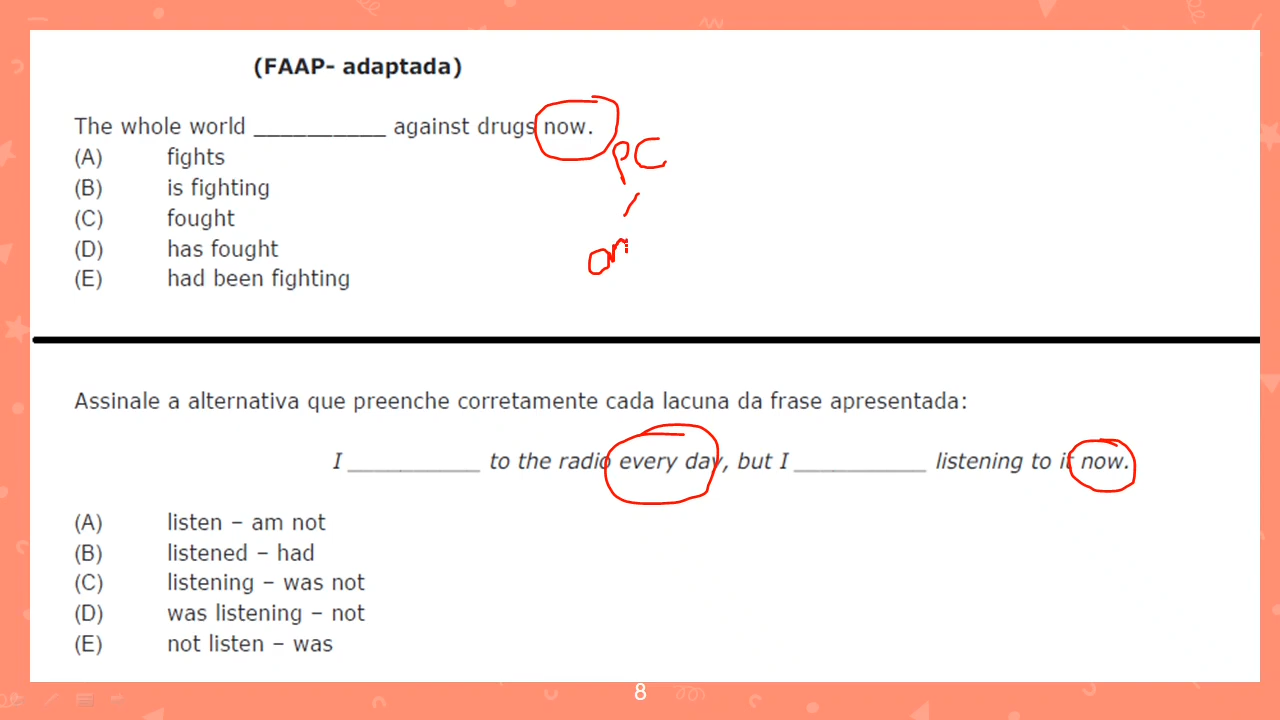 (FAAP- adaptada)
The whole world __________ against drugs now.
PC
(A) fights
(B) is fighting
(C) fought
(D) has fought
am
(E) had been fighting
Assinale a alternativa que preenche corretamente cada lacuna da frase apresentada:
I __________ to the radio every day, but I __________ listening to it now.
(A) listen – am not
(B) listened – had
(C) listening – was not
(D) was listening – not
(E) not listen – was
8